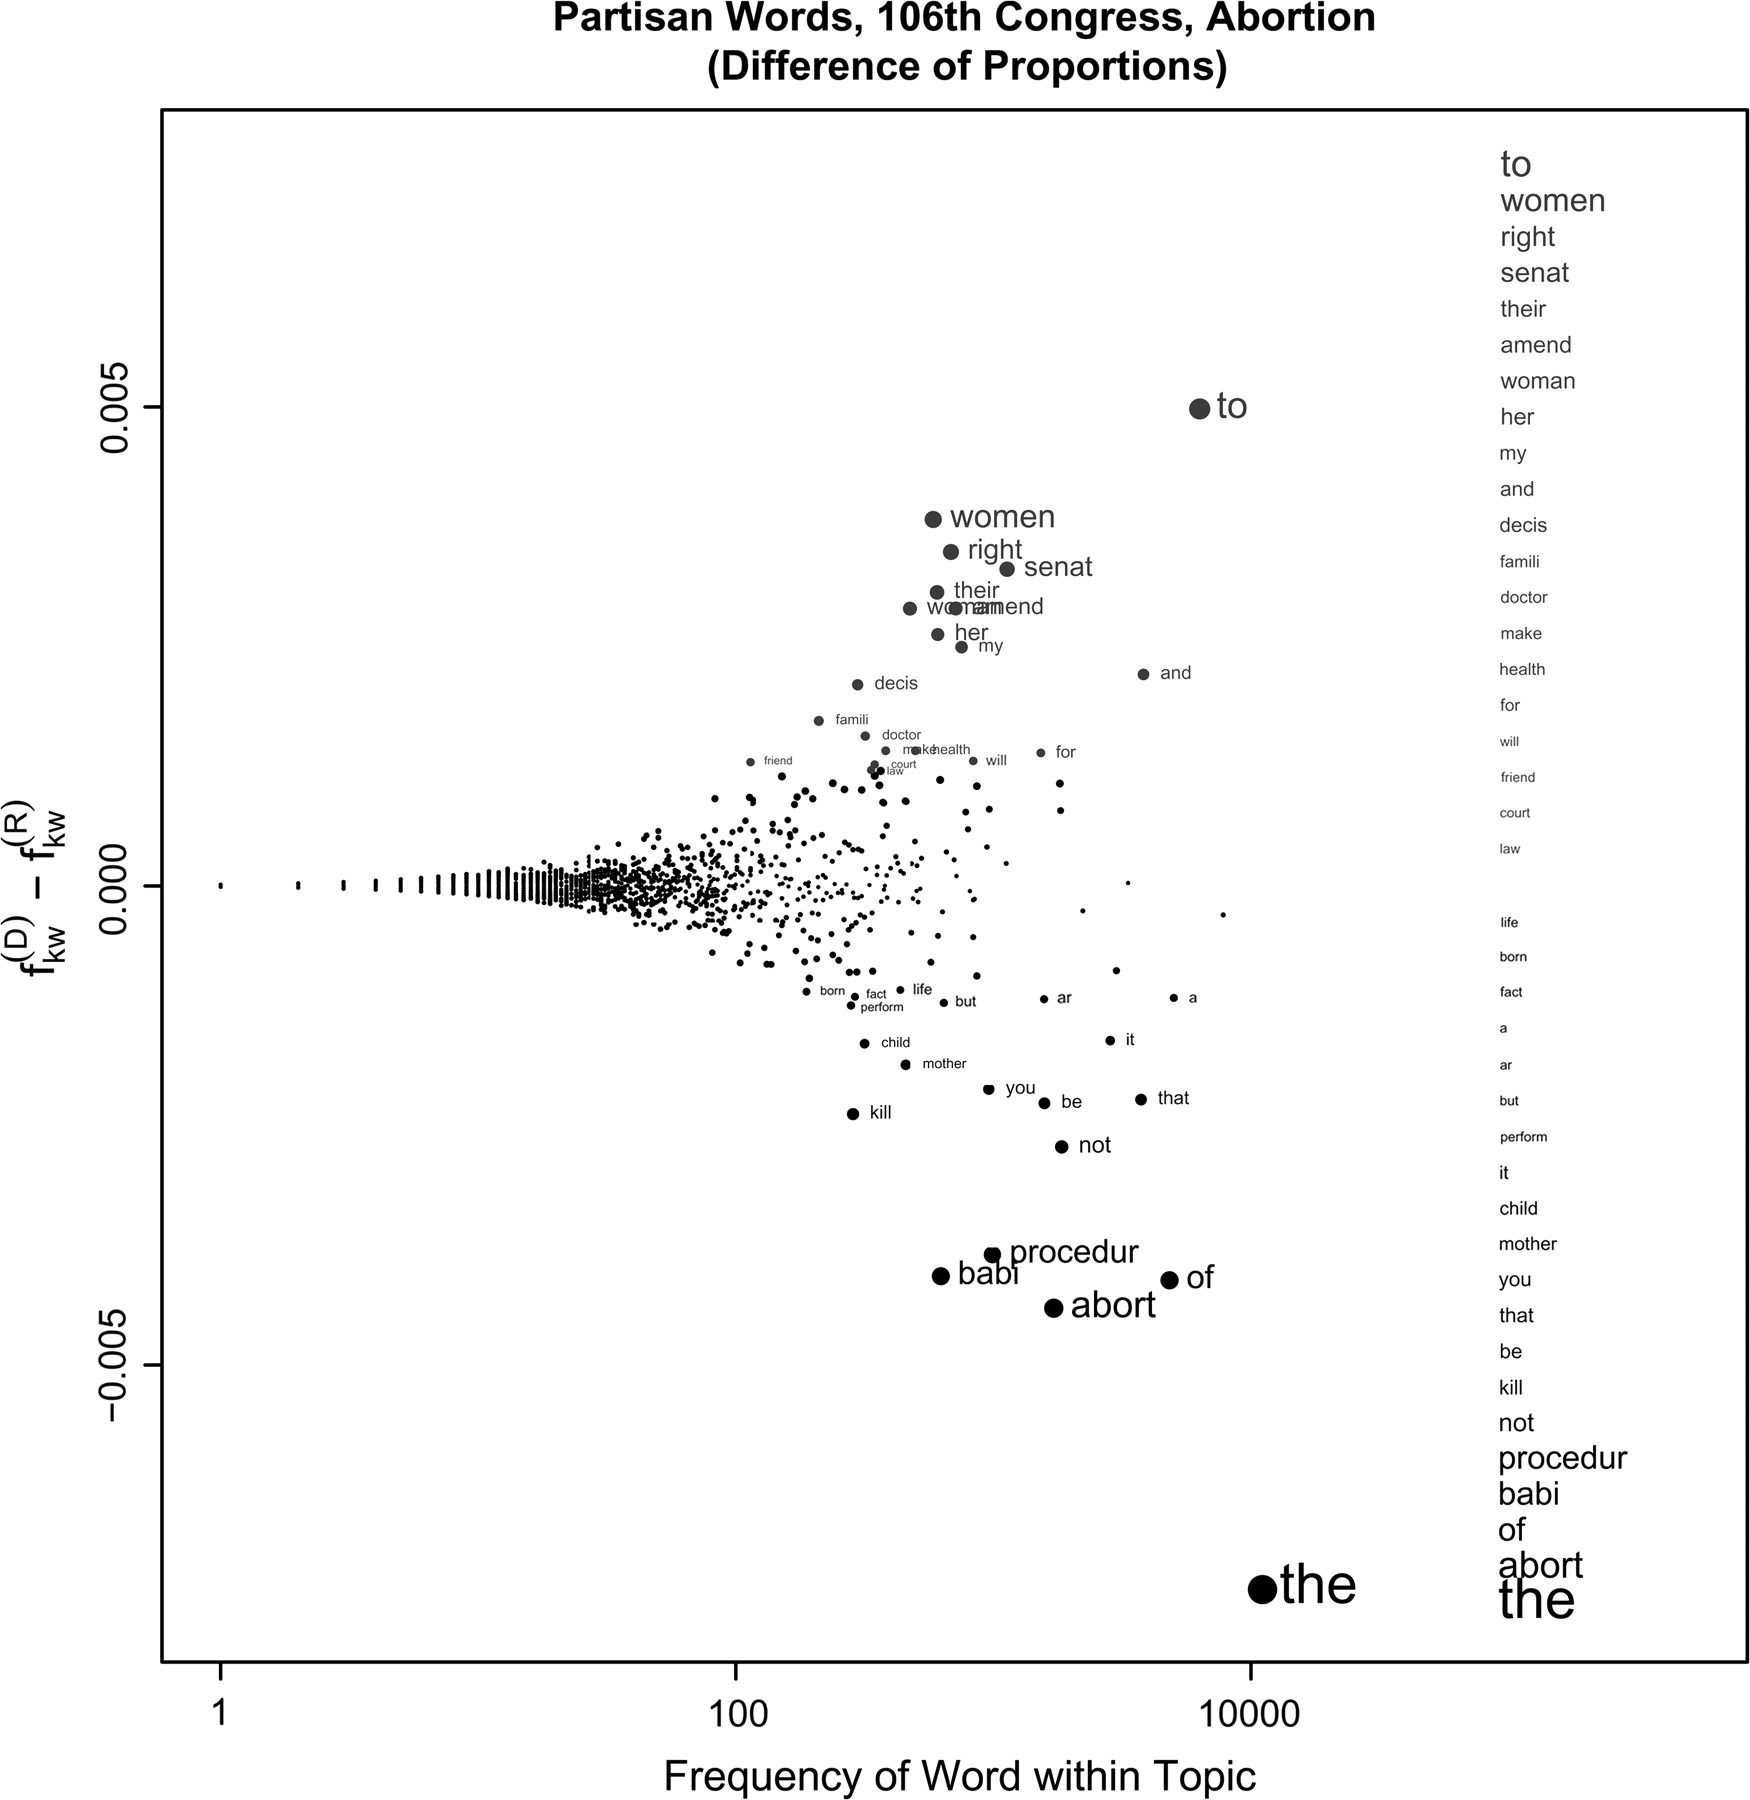 Partisan Words, 106th Congress, Abortion
(Difference of Proportions)
to
women
right
senat
their
amend
woman
her
my
and
decis
famili
doctor
make
health
for
will
friend
court
law
life
born
fact
a
ar
but
perform
it
child
mother
you
that
be
kill
not
procedur
babi
of
abort
the
to
women
right
senat
their
woman amend
her
my
and
decis
famili
doctor
make health
for
friend
will
court
law
born
fact
life
perform
but
ar
a
child
it
mother
you
be
that
kill
not
procedur
babi
of
abort
the
0.005
0.000
−0.005
f(D)kw − f(R)kw
1 100 10000
Frequency of Word within Topic